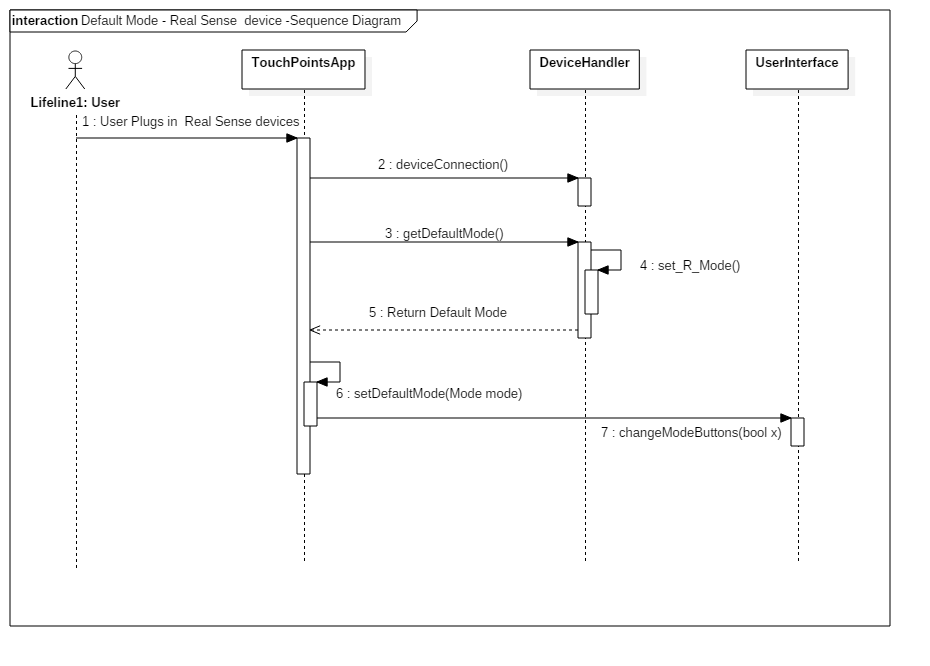 interaction Default Mode - Real Sense device -Sequence Diagram
TouchPointsApp
DeviceHandler
UserInterface
Lifeline1: User
1 : User Plugs in Real Sense devices
2 : deviceConnection()
3 : getDefaultMode()
4 : set_R_Mode()
5 : Return Default Mode
6 : setDefaultMode(Mode mode)
7 : changeModeButtons(bool x)